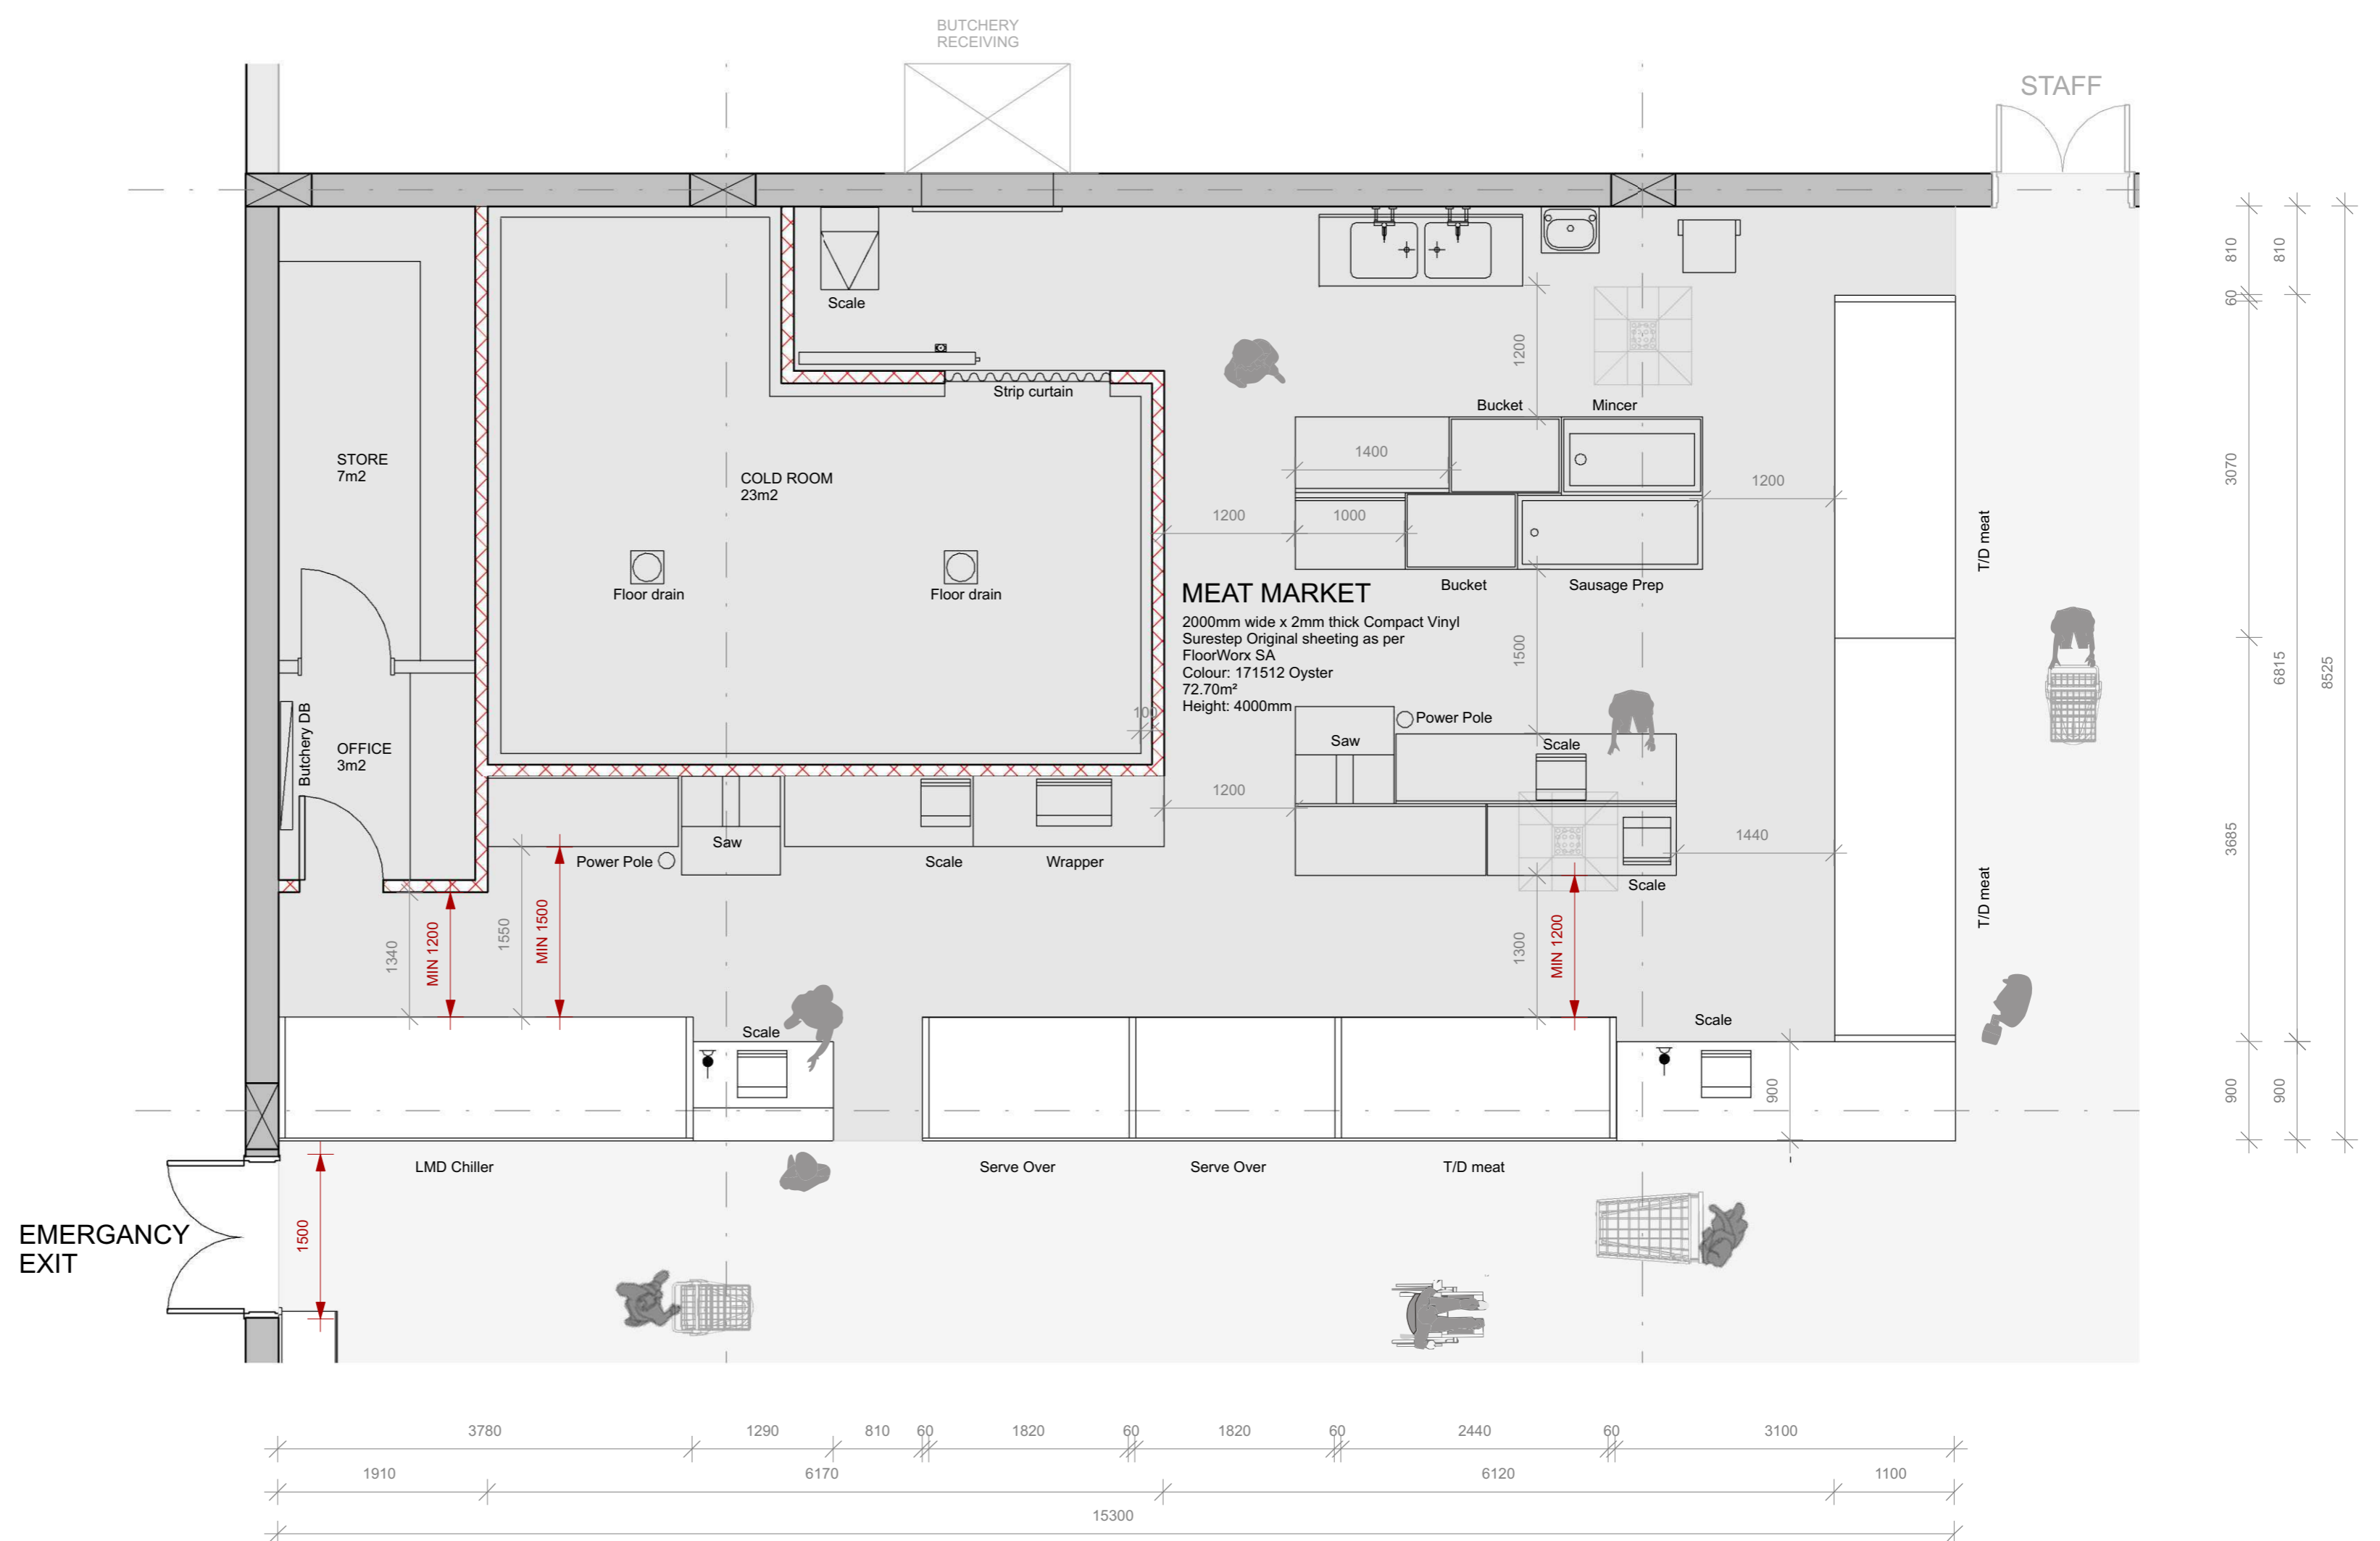 BUTCHERY
RECEIVING
STAFF
Scale
Strip curtain
STORE
7m2
COLD ROOM
23m2
Floor drain
Floor drain
Bucket
Mincer
1200
1400
1200
1200
1000
Bucket
Sausage Prep
MEAT MARKET
2000mm wide x 2mm thick Compact Vinyl
Surestep Original sheeting as per
FloorWorx SA
Colour: 171512 Oyster
72.70m²
Height: 4000mm
1500
100
Power Pole
Saw
Scale
Butchery DB
OFFICE
3m2
1200
1440
Power Pole
Saw
Scale
Wrapper
Scale
1340
MIN 1200
1550
MIN 1500
1300
MIN 1200
Scale
Scale
900
T/D meat
T/D meat
LMD Chiller
Serve Over
Serve Over
T/D meat
EMERGANCY
EXIT
1500
810
60
3070
3685
900
810
6815
900
8525
3780 1290 810 60 1820 60 1820 60 2440 60 3100
1910 6170 6120 1100
15300